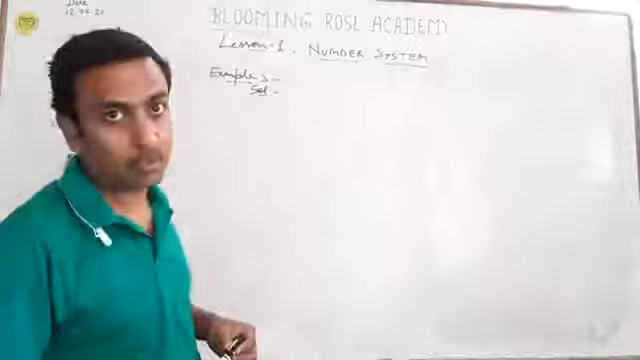 Date
12-04-20
BLOOMING ROSE ACADEMY
Lesson-1, NUMBER SYSTEM
Example 3-
Sol-